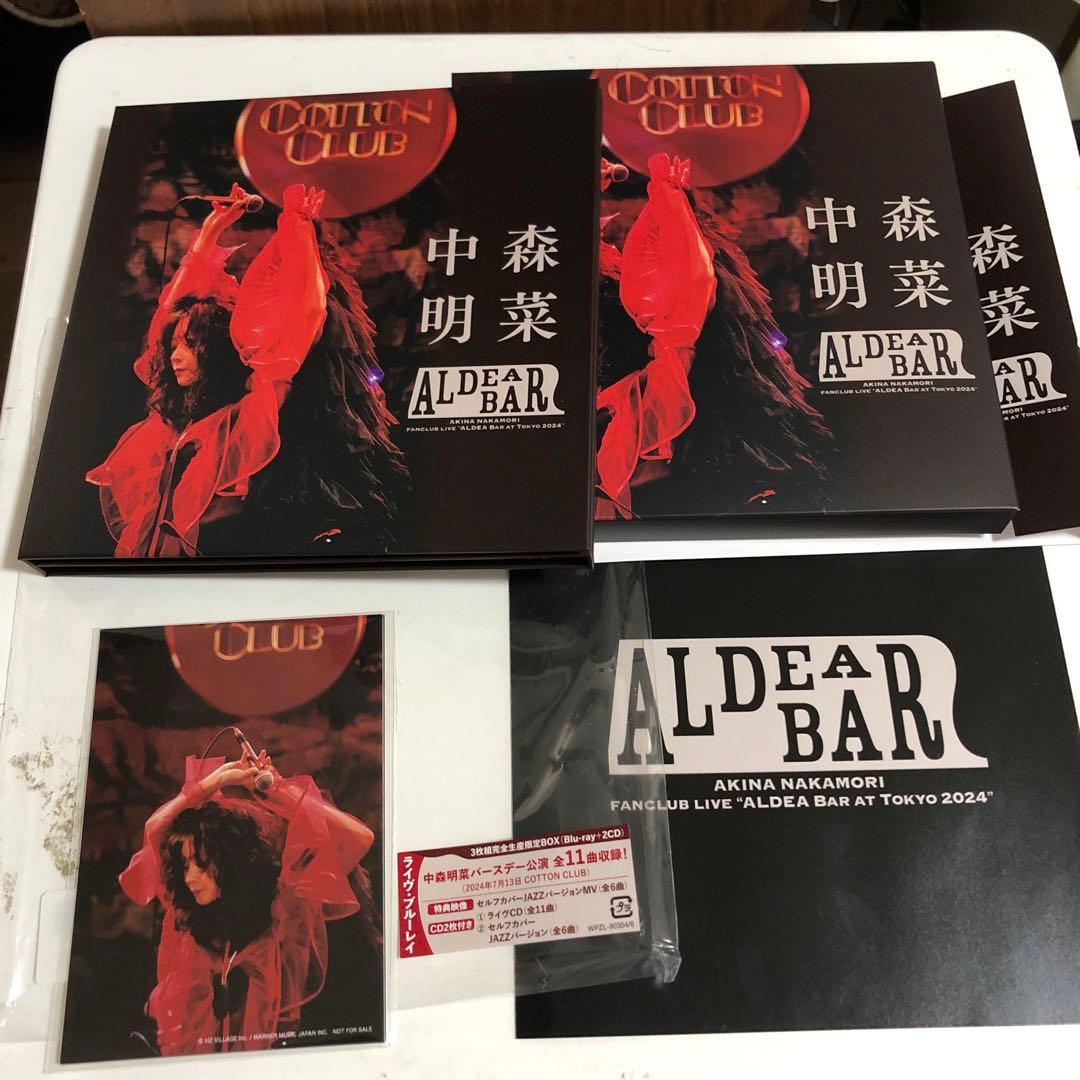 COTTON
CLUB
中森
明菜
ALDEA
BAR
AKINA NAKAMORI
FANCLUB LIVE "ALDEA BAR AT TOKYO 2024"
COTTON
CLUB
中森
明菜
ALDEA
BAR
AKINA NAKAMORI
FANCLUB LIVE "ALDEA BAR AT TOKYO 2024"
森
菜
MORI
BAR AT TOKYO 2024"
CLUB
© HZ VILLAGE Inc. / WARNER MUSIC JAPAN INC. NOT FOR SALE
ライヴ・ブルーレイ
3枚組完全生産限定BOX(Blu-ray+2CD)
中森明菜バースデー公演 全11曲収録!
(2024年7月13日 COTTON CLUB)
特典映像 セルフカバーJAZZバージョンMV(全6曲)
CD2枚付き ① ライヴCD(全11曲)
② セルフカバー
JAZZバージョン(全6曲)
プラ
WPZL-90304/6
ALDEA
BAR
AKINA NAKAMORI
FANCLUB LIVE "ALDEA BAR AT TOKYO 2024"